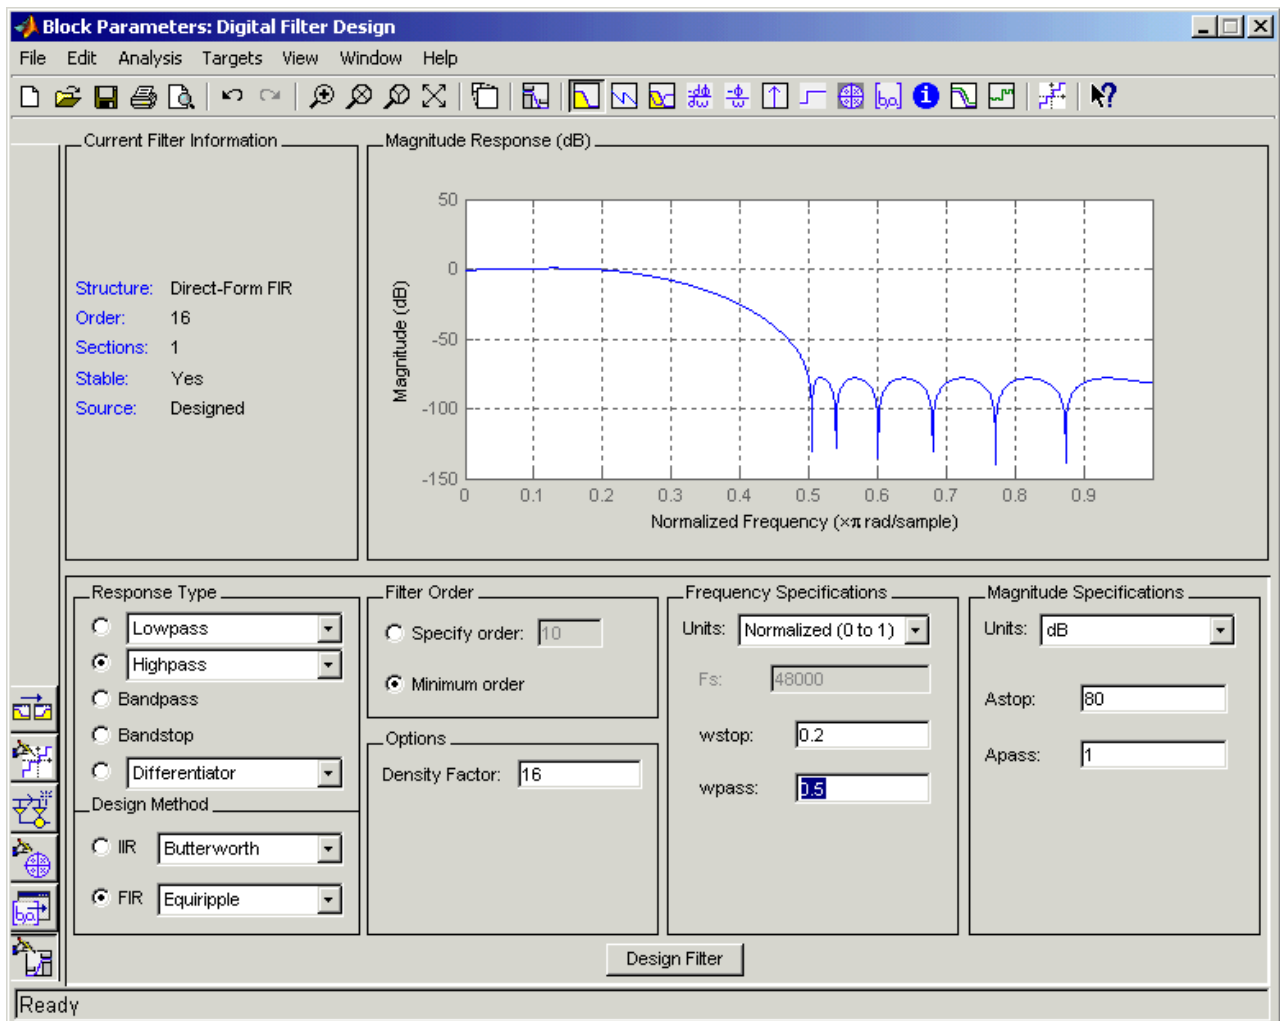 Block Parameters: Digital Filter Design
File Edit Analysis Targets View Window Help
Current Filter Information
Structure: Direct-Form FIR
Order: 16
Sections: 1
Stable: Yes
Source: Designed
Magnitude Response (dB)
50
0
-50
-100
-150
Magnitude (dB)
0 0.1 0.2 0.3 0.4 0.5 0.6 0.7 0.8 0.9
Normalized Frequency (×π rad/sample)
Response Type
Lowpass
Highpass
Bandpass
Bandstop
Differentiator
Design Method
IIR Butterworth
FIR Equiripple
Filter Order
Specify order: 10
Minimum order
Options
Density Factor: 16
Frequency Specifications
Units: Normalized (0 to 1)
Fs: 48000
wstop: 0.2
wpass: 0.5
Magnitude Specifications
Units: dB
Astop: 80
Apass: 1
Design Filter
Ready